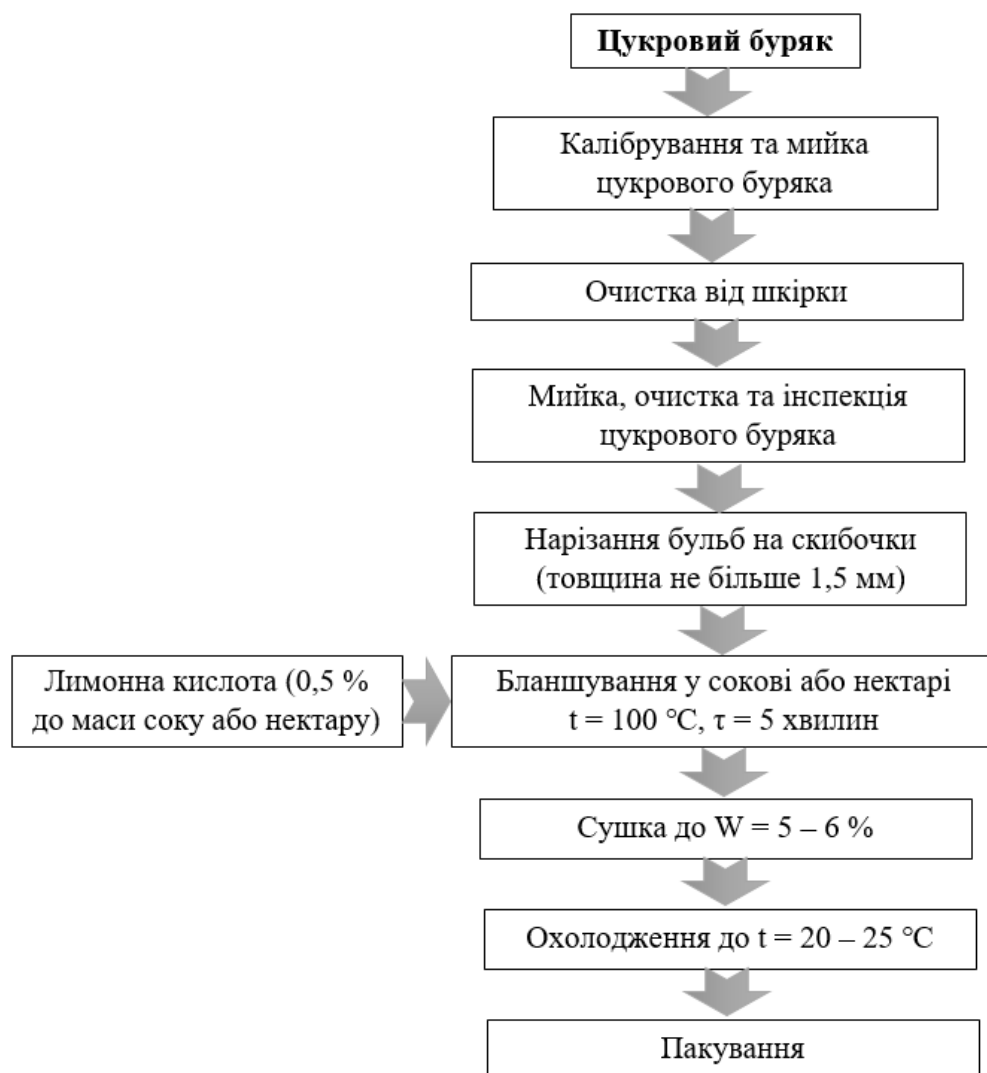 Цукровий буряк
Калібрування та мийка
цукрового буряка
Очистка від шкірки
Мийка, очистка та інспекція
цукрового буряка
Нарізання бульб на скибочки
(товщина не більше 1,5 мм)
Лимонна кислота (0,5 %
до маси соку або нектару)
Бланшування у сокові або нектарі
t = 100 °C, τ = 5 хвилин
Сушка до W = 5 – 6 %
Охолодження до t = 20 – 25 °C
Пакування